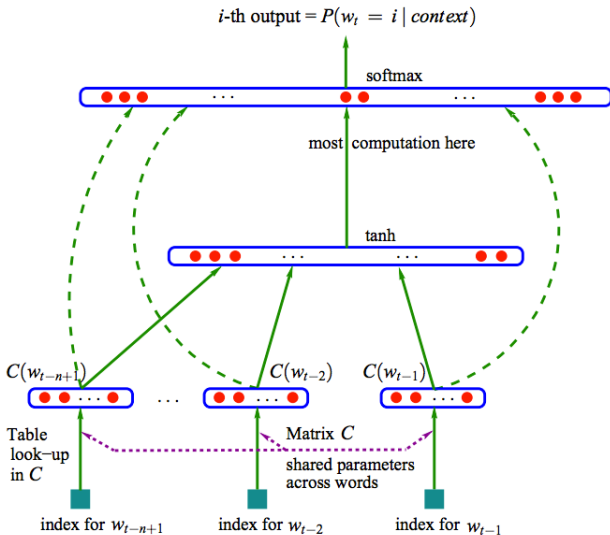 i-th output = P(w_t = i | context)
softmax
. . . . . .
most computation here
tanh
. . . . . .
C(w_{t−n+1}) C(w_{t−2}) C(w_{t−1})
. . . . . . . . . . . .
Table Matrix C
look−up shared parameters
in C across words
index for w_{t−n+1} index for w_{t−2} index for w_{t−1}